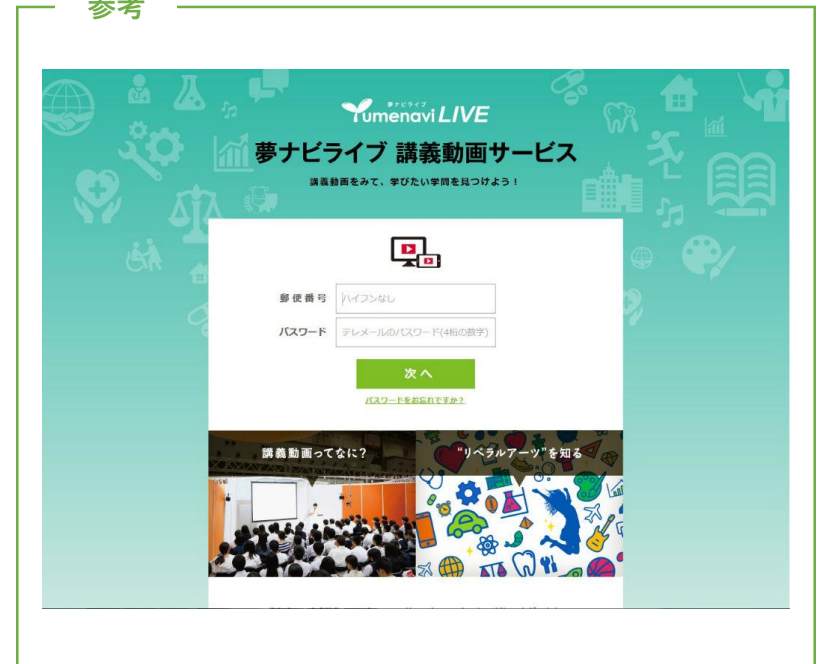 参考
夢ナビライブ
Yumenavi LIVE
夢ナビライブ 講義動画サービス
講義動画をみて、学びたい学問を見つけよう！
郵便番号
ハイフンなし
パスワード
テレメールのパスワード(4桁の数字)
次へ
パスワードをお忘れですか？
講義動画ってなに？
“リベラルアーツ”を知る